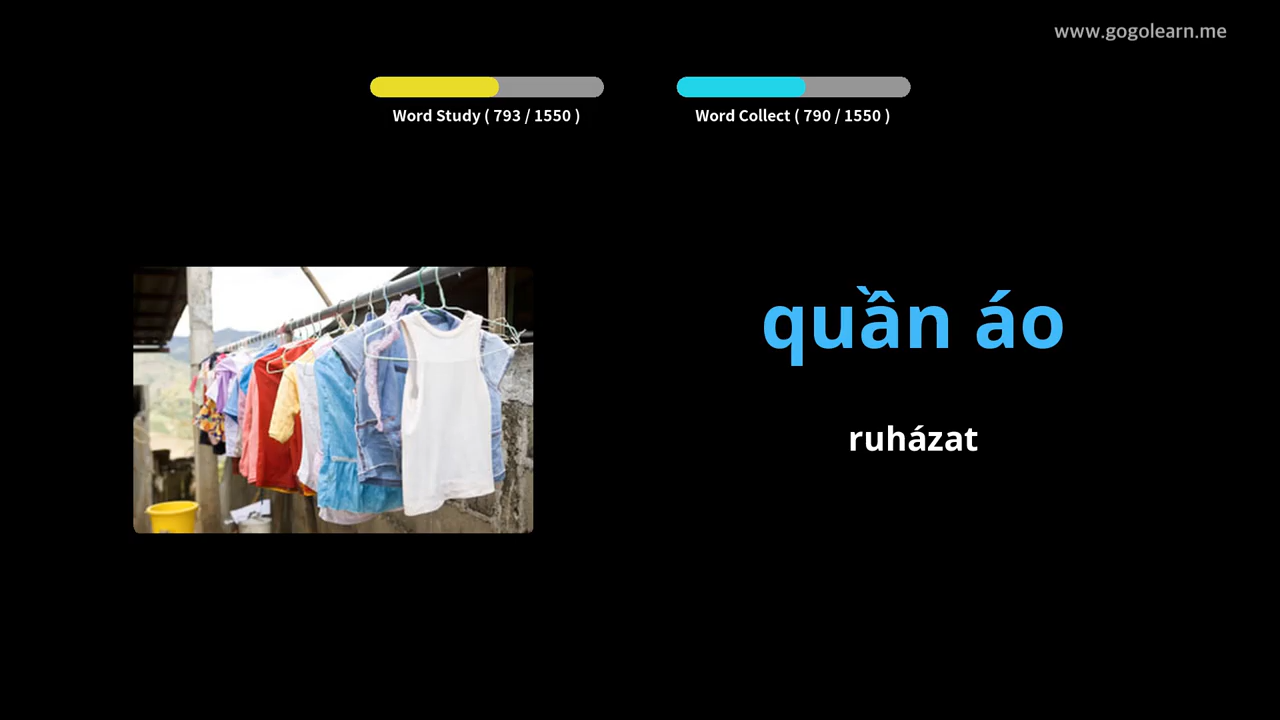 www.gogolearn.me
Word Study ( 793 / 1550 )
Word Collect ( 790 / 1550 )
quần áo
ruházat